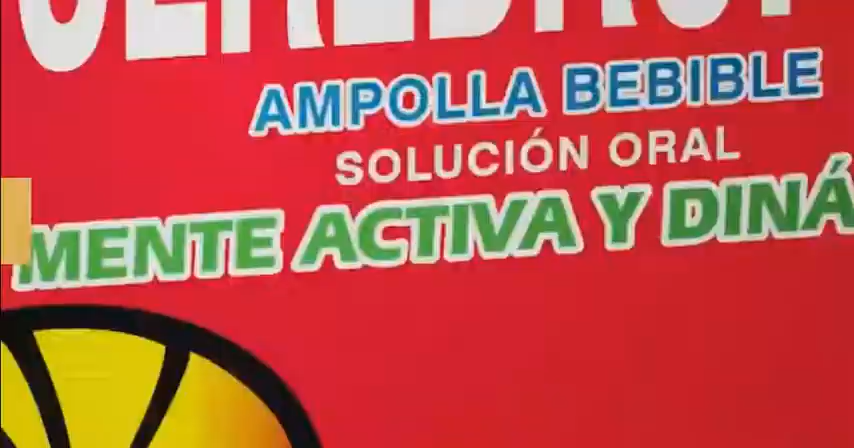 AMPOLLA BEBIBLE
SOLUCIÓN ORAL
MENTE ACTIVA Y DINÁ